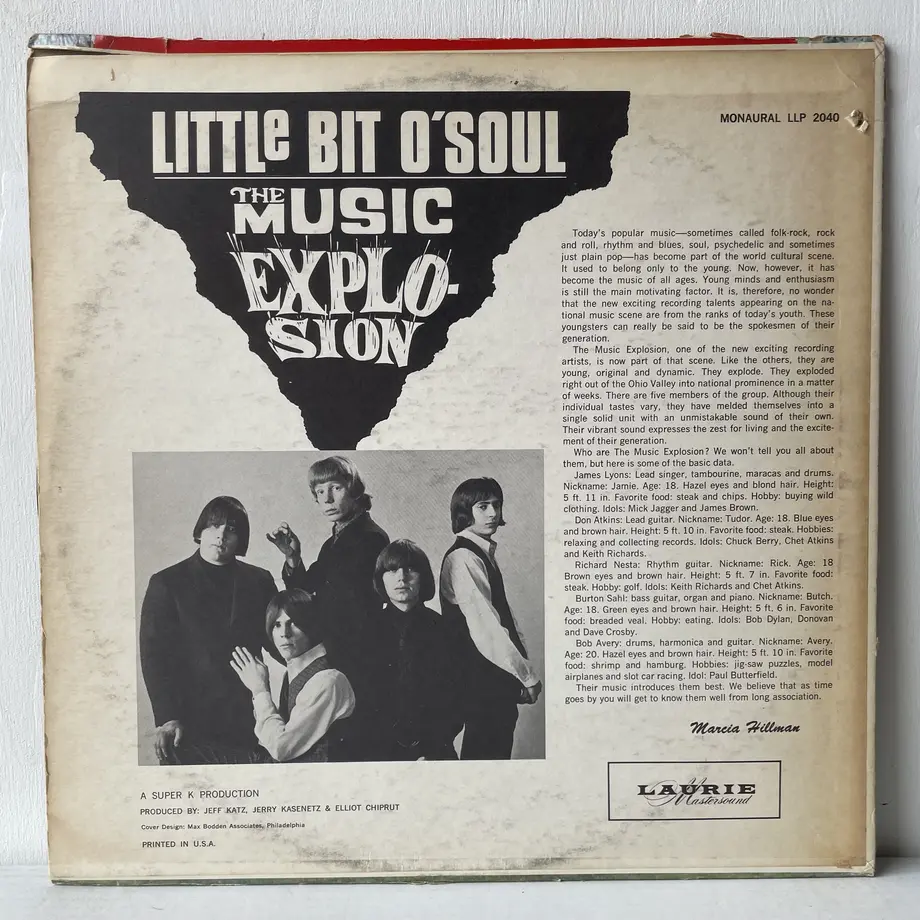 LITTLe BIT O'SOUL
THE
MUSIC
EXPLO-
SION
MONAURAL LLP 2040
Today's popular music—sometimes called folk-rock, rock
and roll, rhythm and blues, soul, psychedelic and sometimes
just plain pop—has become part of the world cultural scene.
It used to belong only to the young. Now, however, it has
become the music of all ages. Young minds and enthusiasm
is still the main motivating factor. It is, therefore, no wonder
that the new exciting recording talents appearing on the na-
tional music scene are from the ranks of today's youth. These
youngsters can really be said to be the spokesmen of their
generation.
The Music Explosion, one of the new exciting recording
artists, is now part of that scene. Like the others, they are
young, original and dynamic. They explode. They exploded
right out of the Ohio Valley into national prominence in a matter
of weeks. There are five members of the group. Although their
individual tastes vary, they have melded themselves into a
single solid unit with an unmistakable sound of their own.
Their vibrant sound expresses the zest for living and the excite-
ment of their generation.
Who are The Music Explosion? We won't tell you all about
them, but here is some of the basic data.
James Lyons: Lead singer, tambourine, maracas and drums.
Nickname: Jamie. Age: 18. Hazel eyes and blond hair. Height:
5 ft. 11 in. Favorite food: steak and chips. Hobby: buying wild
clothing. Idols: Mick Jagger and James Brown.
Don Atkins: Lead guitar. Nickname: Tudor. Age: 18. Blue eyes
and brown hair. Height: 5 ft. 10 in. Favorite food: steak. Hobbies:
relaxing and collecting records. Idols: Chuck Berry, Chet Atkins
and Keith Richards.
Richard Nesta: Rhythm guitar. Nickname: Rick. Age: 18
Brown eyes and brown hair. Height: 5 ft. 7 in. Favorite food:
steak. Hobby: golf. Idols: Keith Richards and Chet Atkins.
Burton Sahl: bass guitar, organ and piano. Nickname: Butch.
Age: 18. Green eyes and brown hair. Height: 5 ft. 6 in. Favorite
food: breaded veal. Hobby: eating. Idols: Bob Dylan, Donovan
and Dave Crosby.
Bob Avery: drums, harmonica and guitar. Nickname: Avery.
Age: 20. Hazel eyes and brown hair. Height: 5 ft. 10 in. Favorite
food: shrimp and hamburg. Hobbies: jig-saw puzzles, model
airplanes and slot car racing. Idol: Paul Butterfield.
Their music introduces them best. We believe that as time
goes by you will get to know them well from long association.
Marcia Hillman
A SUPER K PRODUCTION
PRODUCED BY: JEFF KATZ, JERRY KASENETZ & ELLIOT CHIPRUT
Cover Design: Max Bodden Associates, Philadelphia
PRINTED IN U.S.A.
LAURIE
Mastersound